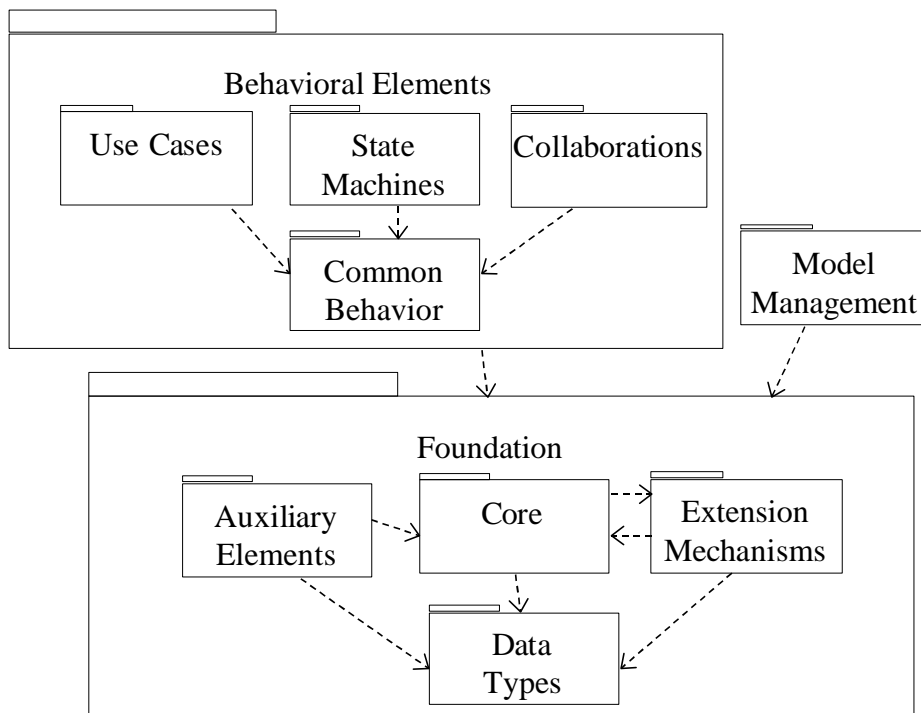 Behavioral Elements
Use Cases
State
Machines
Collaborations
Common
Behavior
Model
Management
Foundation
Auxiliary
Elements
Core
Extension
Mechanisms
Data
Types